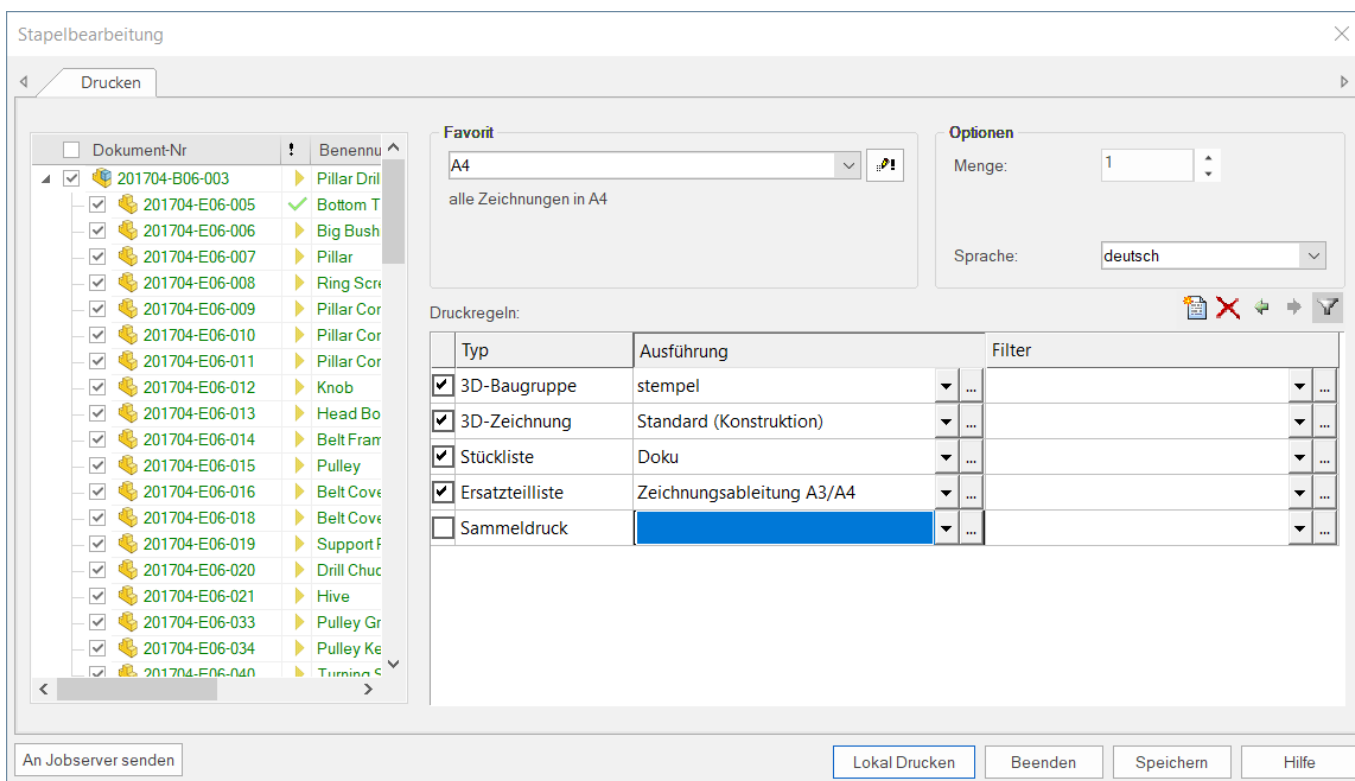 Stapelbearbeitung
Drucken
Dokument-Nr ! Benennu
201704-B06-003 Pillar Dril
201704-E06-005 Bottom T
201704-E06-006 Big Bush
201704-E06-007 Pillar
201704-E06-008 Ring Scre
201704-E06-009 Pillar Cor
201704-E06-010 Pillar Cor
201704-E06-011 Pillar Cor
201704-E06-012 Knob
201704-E06-013 Head Bo
201704-E06-014 Belt Fram
201704-E06-015 Pulley
201704-E06-016 Belt Cove
201704-E06-018 Belt Cove
201704-E06-019 Support F
201704-E06-020 Drill Chuc
201704-E06-021 Hive
201704-E06-033 Pulley Gr
201704-E06-034 Pulley Ke
201704-E06-040 Turning S
Favorit
A4
alle Zeichnungen in A4
Optionen
Menge: 1
Sprache: deutsch
Druckregeln:
Typ Ausführung Filter
3D-Baugruppe stempel ... ...
3D-Zeichnung Standard (Konstruktion) ... ...
Stückliste Doku ... ...
Ersatzteilliste Zeichnungsableitung A3/A4 ... ...
Sammeldruck ... ...
An Jobserver senden Lokal Drucken Beenden Speichern Hilfe